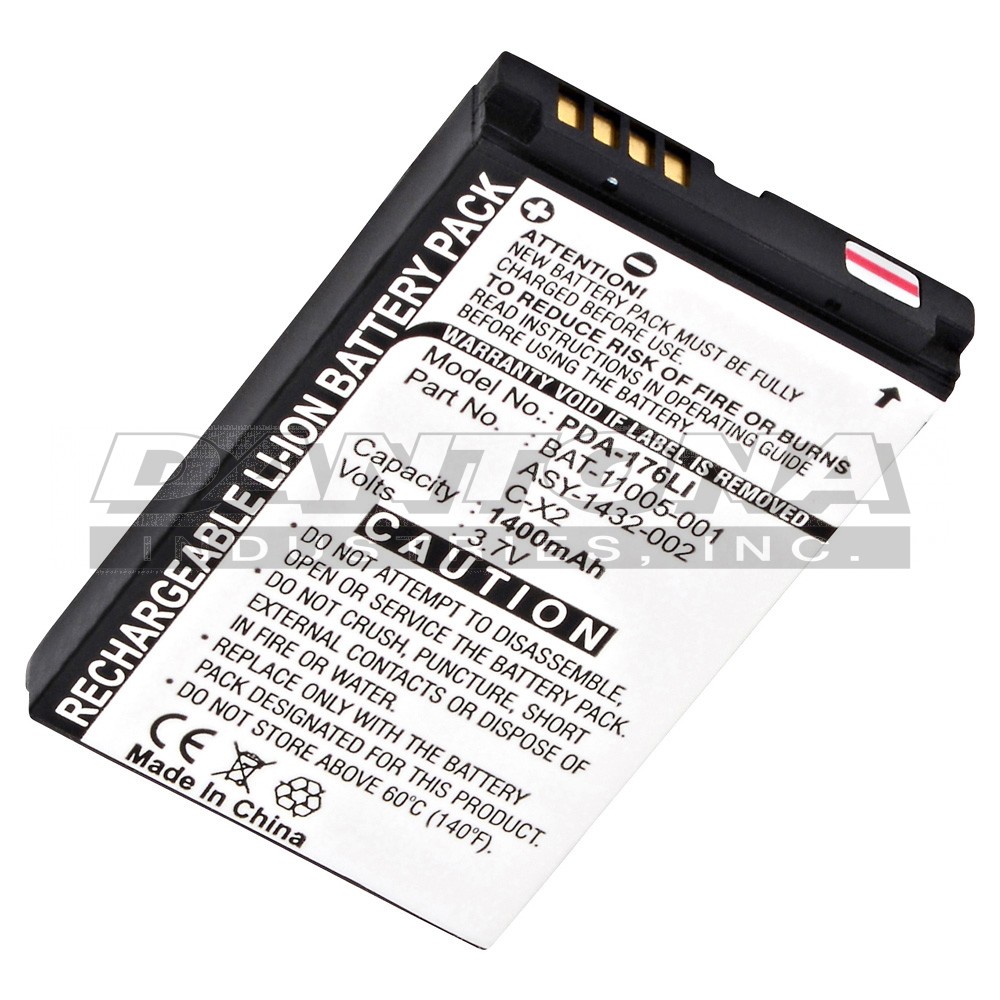 RECHARGEABLE LI-ION BATTERY PACK
ATTENTION!
NEW BATTERY PACK MUST BE FULLY
CHARGED BEFORE USE.
TO REDUCE RISK OF FIRE OR BURNS
READ INSTRUCTIONS IN OPERATING GUIDE
BEFORE USING THE BATTERY.
WARRANTY VOID IF LABEL IS REMOVED
Model No.: PDA-176LI
Part No. : BAT-11005-001
ASY-1432-002
C-X2
Capacity : 1400mAh
Volts : 3.7V
CAUTION
DO NOT ATTEMPT TO DISASSEMBLE,
OPEN OR SERVICE THE BATTERY PACK.
DO NOT CRUSH, PUNCTURE, SHORT
EXTERNAL CONTACTS OR DISPOSE
IN FIRE OR WATER.
REPLACE ONLY WITH THE BATTERY
PACK DESIGNATED FOR THIS PRODUCT.
DO NOT STORE ABOVE 60°C (140°F).
CE
Made In China
DANTONA
INDUSTRIES, INC.